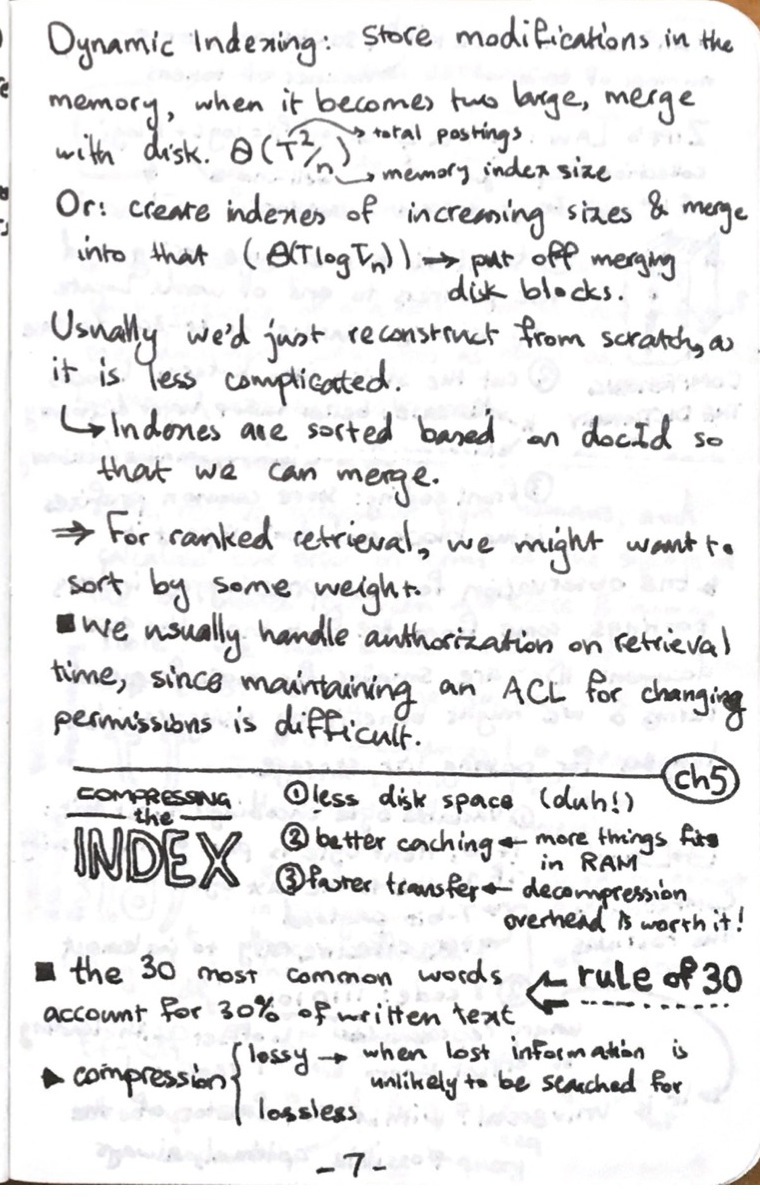 Dynamic Indexing: store modifications in the
memory, when it becomes two large, merge
with disk. Θ(T²/n) → total postings
→ memory index size
Or: create indexes of increasing sizes & merge
into that (Θ(TlogT/n)) → put off merging
disk blocks.
Usually we'd just reconstruct from scratch, as
it is less complicated.
↳ Indexes are sorted based on docId so
that we can merge.
⇒ For ranked retrieval, we might want to
sort by some weight.
■ We usually handle authorization on retrieval
time, since maintaining an ACL for changing
permissions is difficult.
ch5
COMPRESSING
the
INDEX
① less disk space (duh!)
② better caching ← more things fits
in RAM
③ faster transfer ← decompression
overhead is worth it!
■ the 30 most common words ⇐ rule of 30
account for 30% of written text
▶ compression { lossy → when lost information is
unlikely to be searched for
lossless
- 7 -